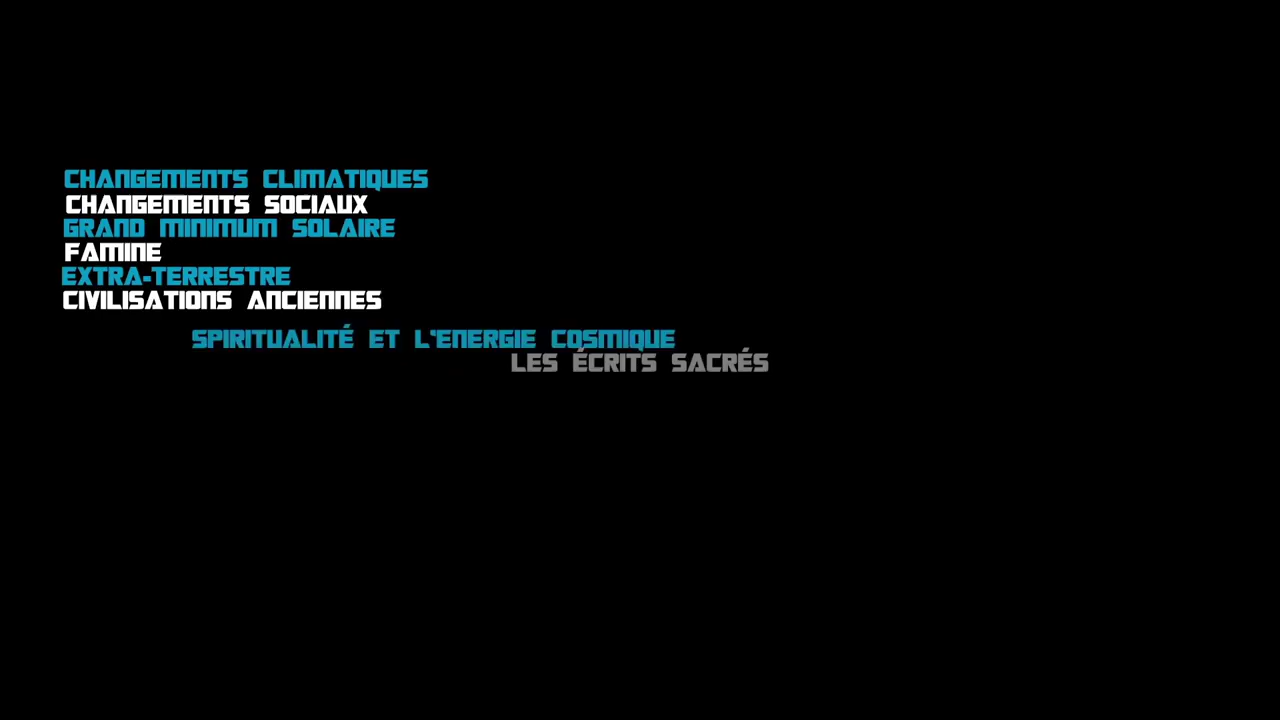 CHANGEMENTS CLIMATIQUES
CHANGEMENTS SOCIAUX
GRAND MINIMUM SOLAIRE
FAMINE
EXTRA-TERRESTRE
CIVILISATIONS ANCIENNES
SPIRITUALITÉ ET L'ENERGIE COSMIQUE
LES ÉCRITS SACRÉS